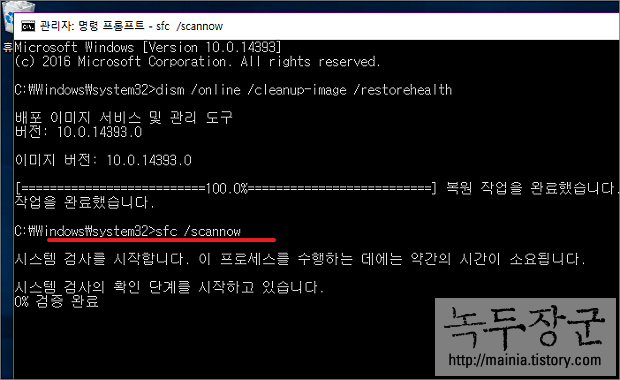 관리자: 명령 프롬프트 - sfc /scannow
휴
Microsoft Windows [Version 10.0.14393]
(c) 2016 Microsoft Corporation. All rights reserved.
C:₩Windows₩system32>dism /online /cleanup-image /restorehealth
배포 이미지 서비스 및 관리 도구
버전: 10.0.14393.0
이미지 버전: 10.0.14393.0
[==========================100.0%==========================] 복원 작업을 완료했습니다.
작업을 완료했습니다.
C:₩Windows₩system32>sfc /scannow
시스템 검사를 시작합니다. 이 프로세스를 수행하는 데에는 약간의 시간이 소요됩니다.
시스템 검사의 확인 단계를 시작하고 있습니다.
0% 검증 완료
녹두장군
http://mainia.tistory.com